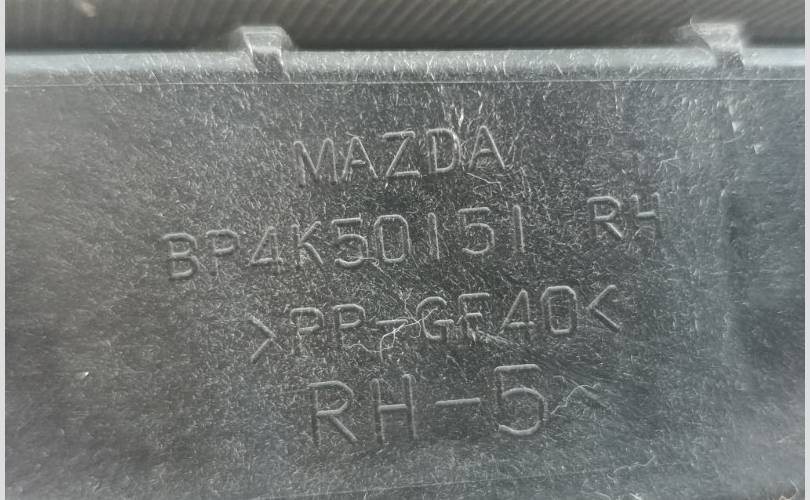 MAZDA
BP4K50151 RH
>PP-GF40<
RH-5